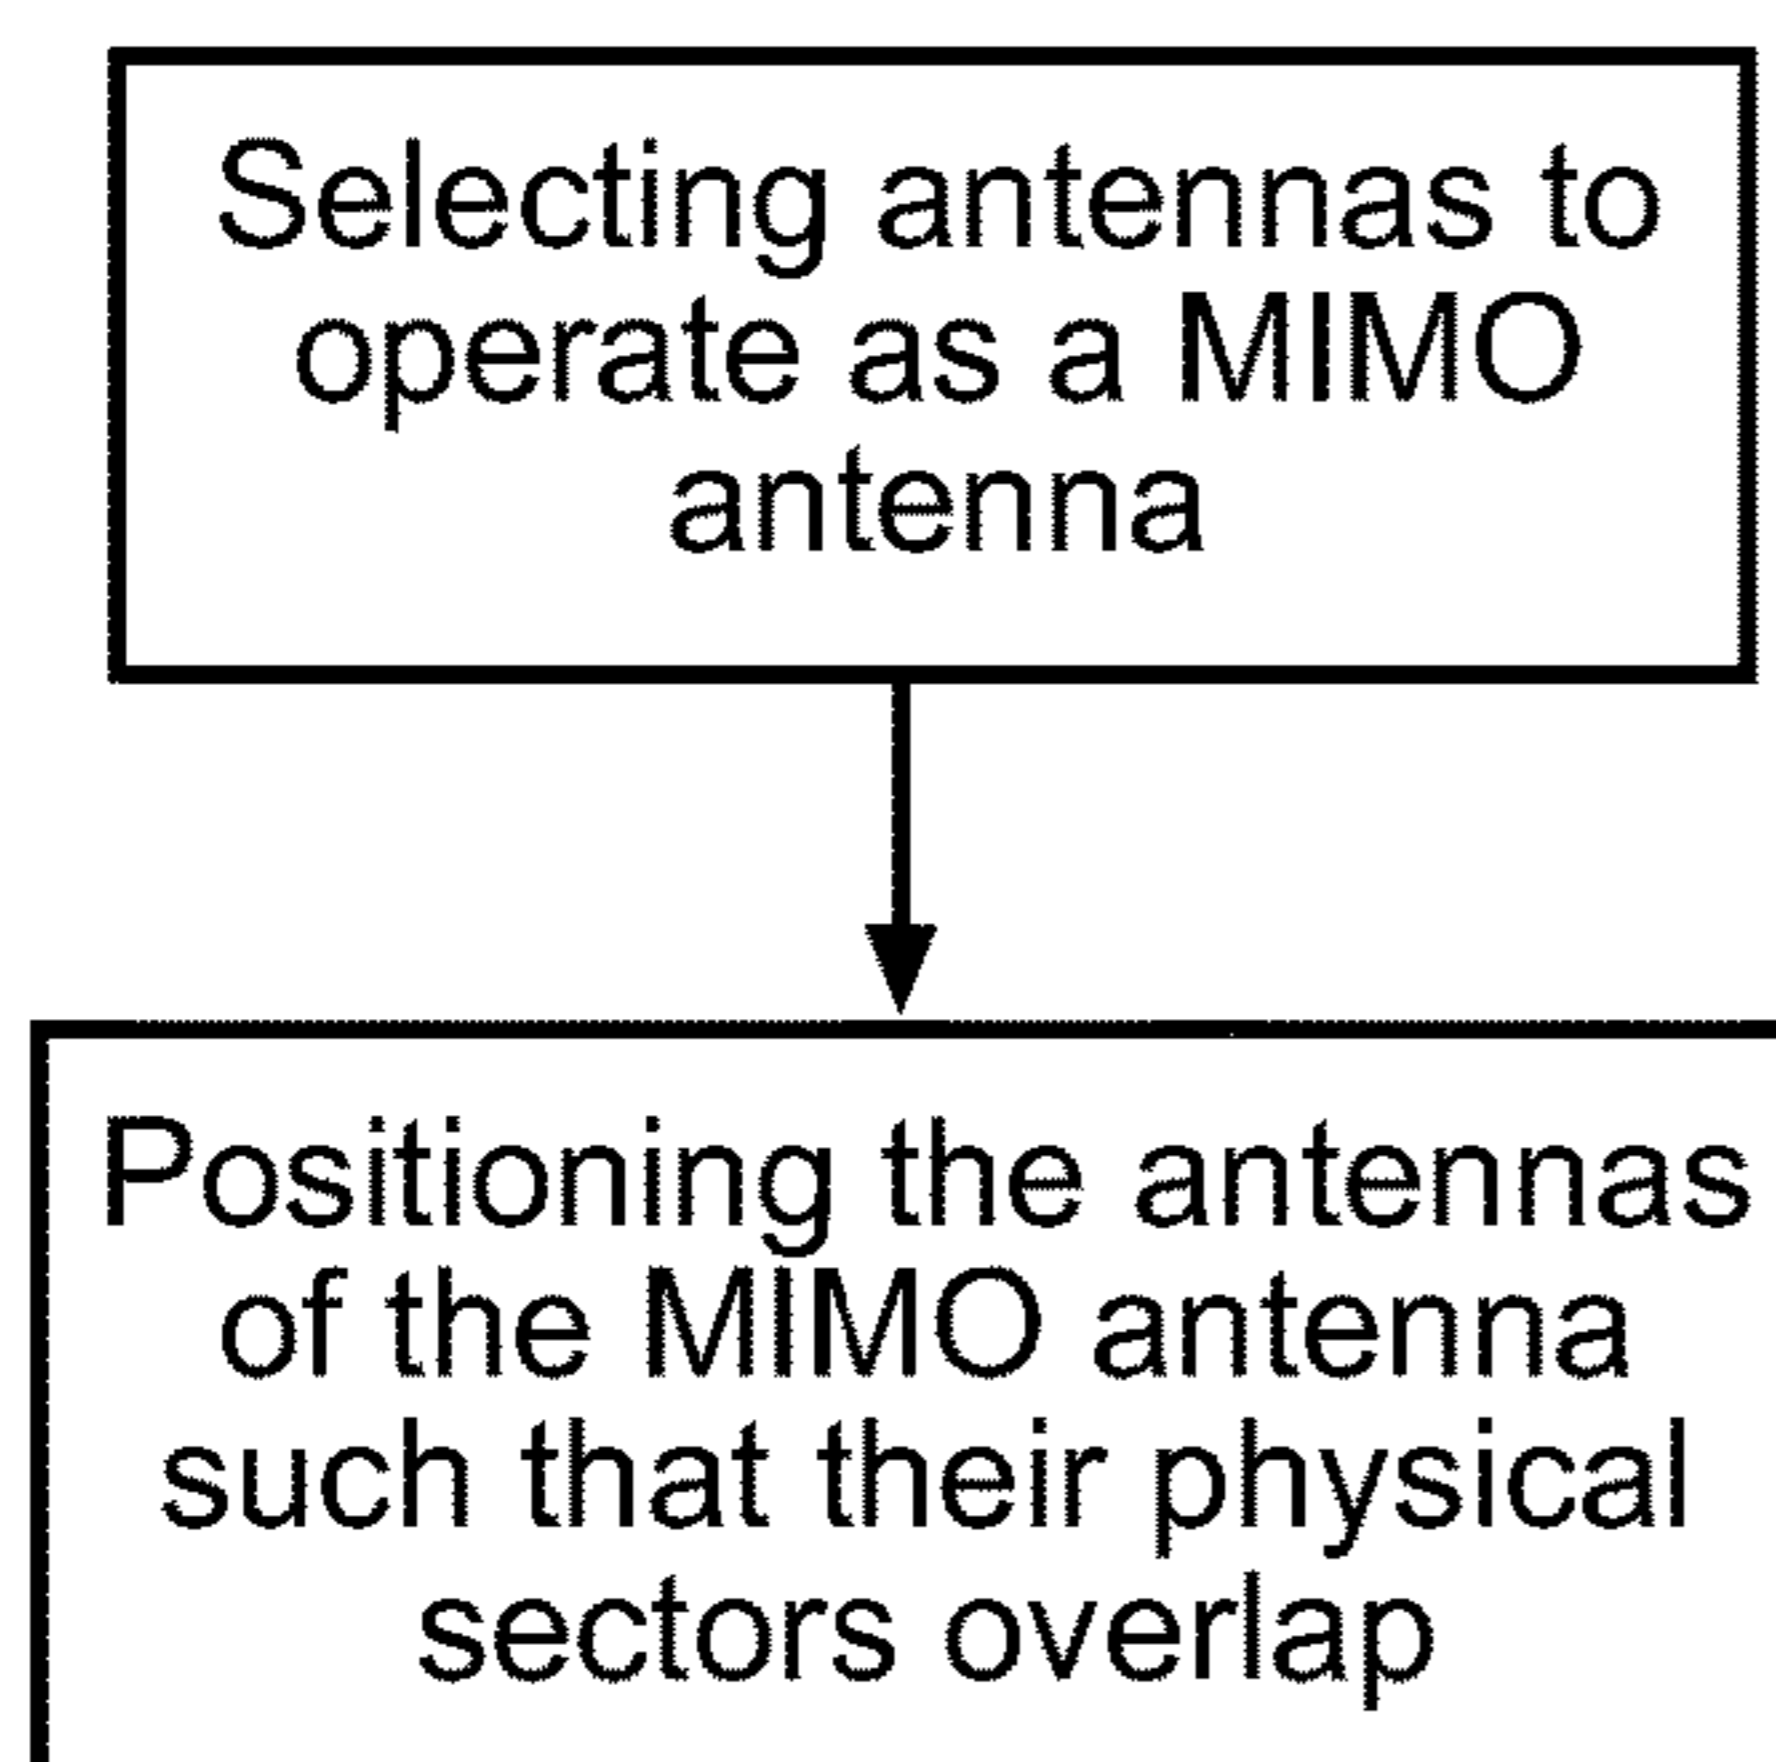 Selecting antennas to
operate as a MIMO
antenna
Positioning the antennas
of the MIMO antenna
such that their physical
sectors overlap